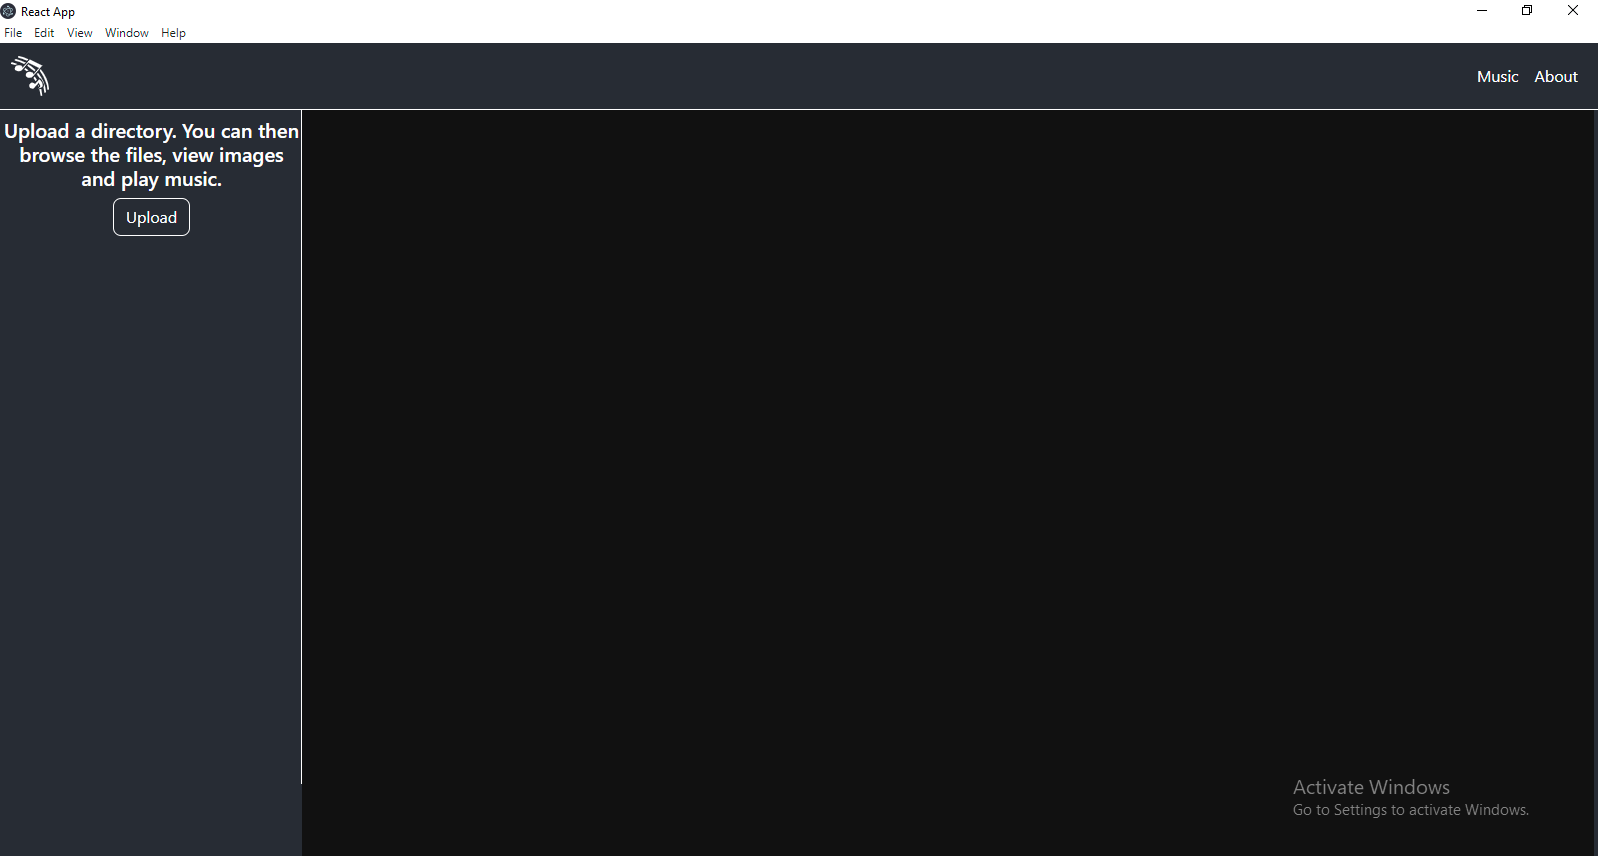 React App
File Edit View Window Help
Music About
Upload a directory. You can then
browse the files, view images
and play music.
Upload
Activate Windows
Go to Settings to activate Windows.